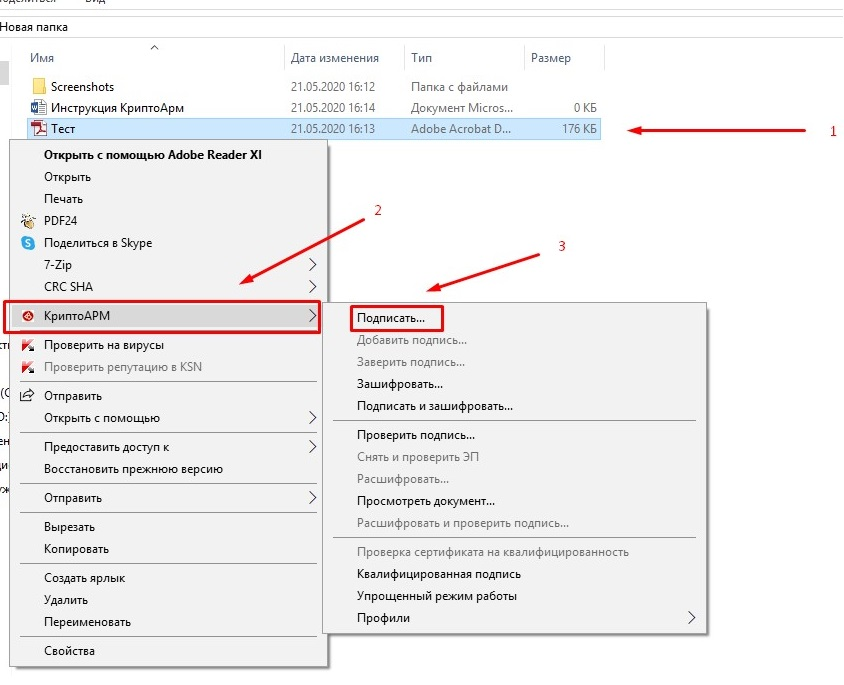 Новая папка
Имя Дата изменения Тип Размер
Screenshots 21.05.2020 16:12 Папка с файлами
Инструкция КриптоАрм 21.05.2020 16:14 Документ Micros... 0 КБ
Тест 21.05.2020 16:13 Adobe Acrobat D... 176 КБ
1
Открыть с помощью Adobe Reader XI
Открыть
Печать
PDF24
Поделиться в Skype
7-Zip
CRC SHA
2
КриптоАРМ
Проверить на вирусы
Проверить репутацию в KSN
Отправить
Открыть с помощью
Предоставить доступ к
Восстановить прежнюю версию
Отправить
Вырезать
Копировать
Создать ярлык
Удалить
Переименовать
Свойства
3
Подписать...
Добавить подпись...
Заверить подпись...
Зашифровать...
Подписать и зашифровать...
Проверить подпись...
Снять и проверить ЭП
Расшифровать...
Просмотреть документ...
Расшифровать и проверить подпись...
Проверка сертификата на квалифицированность
Квалифицированная подпись
Упрощенный режим работы
Профили